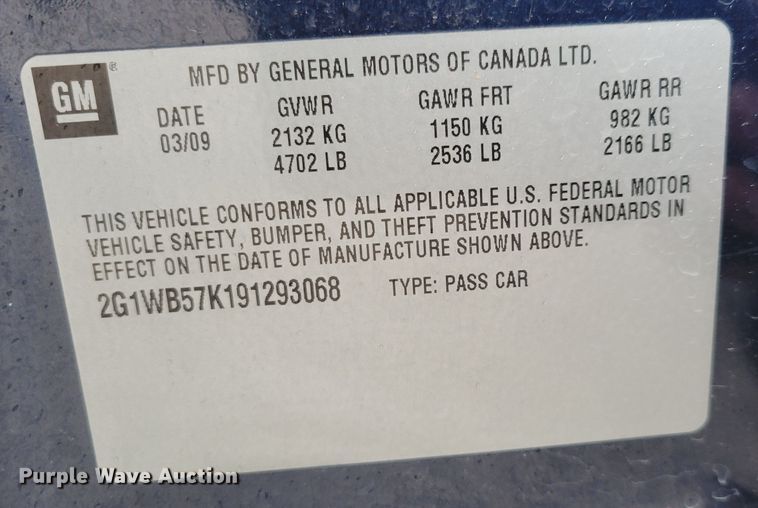 GM ®
MFD BY GENERAL MOTORS OF CANADA LTD.
DATE GVWR GAWR FRT GAWR RR
03/09 2132 KG 1150 KG 982 KG
4702 LB 2536 LB 2166 LB
THIS VEHICLE CONFORMS TO ALL APPLICABLE U.S. FEDERAL MOTOR
VEHICLE SAFETY, BUMPER, AND THEFT PREVENTION STANDARDS IN
EFFECT ON THE DATE OF MANUFACTURE SHOWN ABOVE.
2G1WB57K191293068 TYPE: PASS CAR
Purple Wave Auction